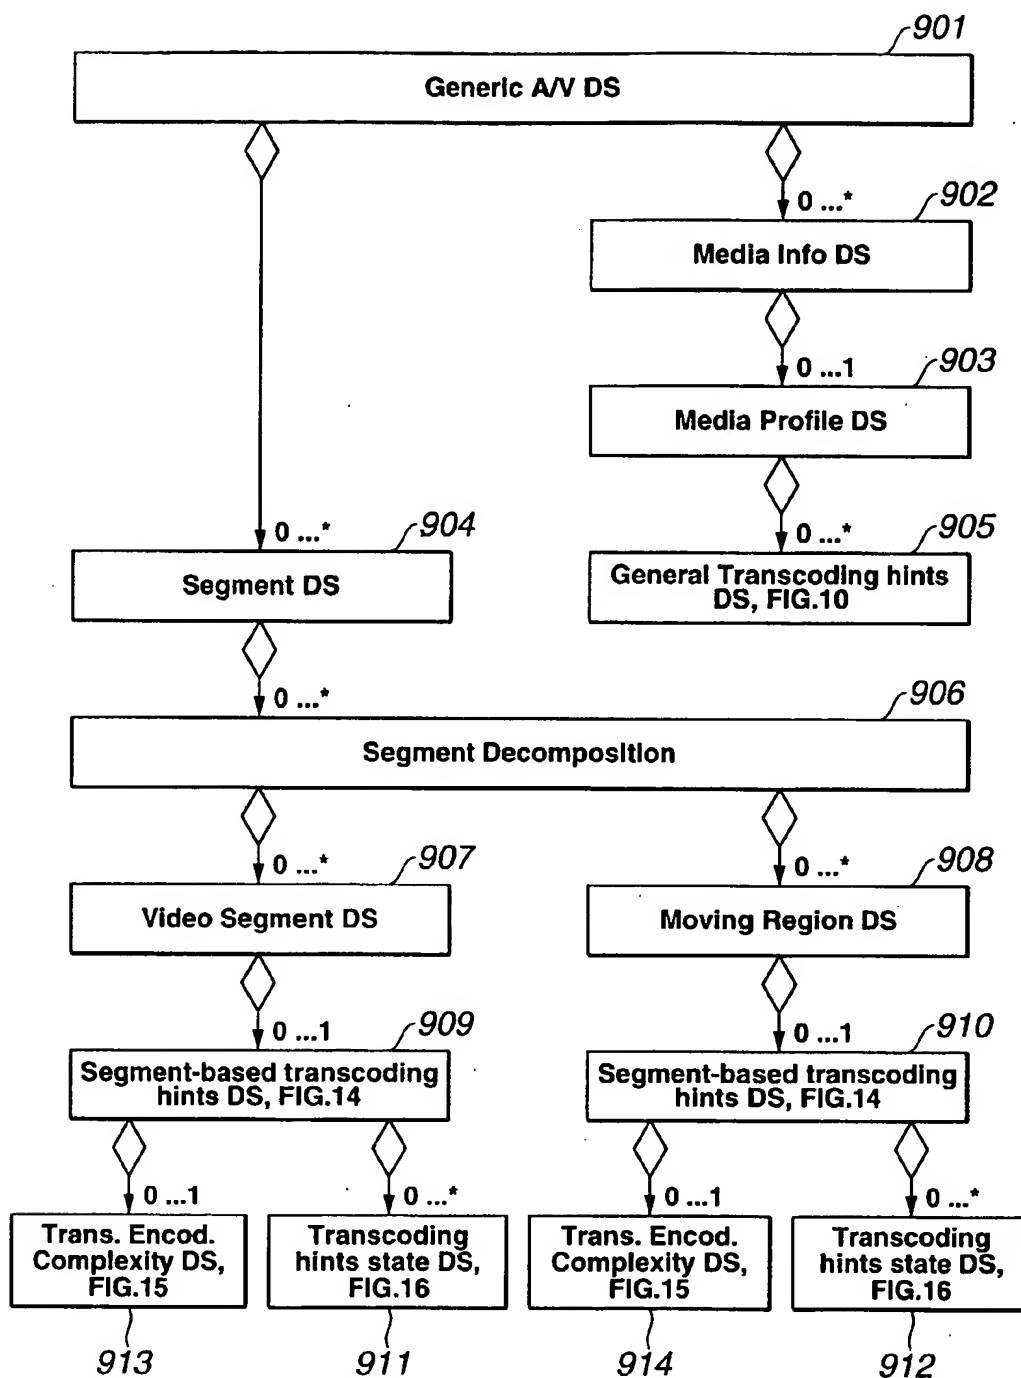 901
Generic A/V DS
0 ...*
902
Media Info DS
0 ...1
903
Media Profile DS
0 ...*
904
0 ...*
905
Segment DS
General Transcoding hints
DS, FIG.10
0 ...*
906
Segment Decomposition
0 ...*
907
0 ...*
908
Video Segment DS
Moving Region DS
0 ...1
909
0 ...1
910
Segment-based transcoding
hints DS, FIG.14
Segment-based transcoding
hints DS, FIG.14
0 ...1
0 ...*
0 ...1
0 ...*
Trans. Encod.
Complexity DS,
FIG.15
Transcoding
hints state DS,
FIG.16
Trans. Encod.
Complexity DS,
FIG.15
Transcoding
hints state DS,
FIG.16
913
911
914
912